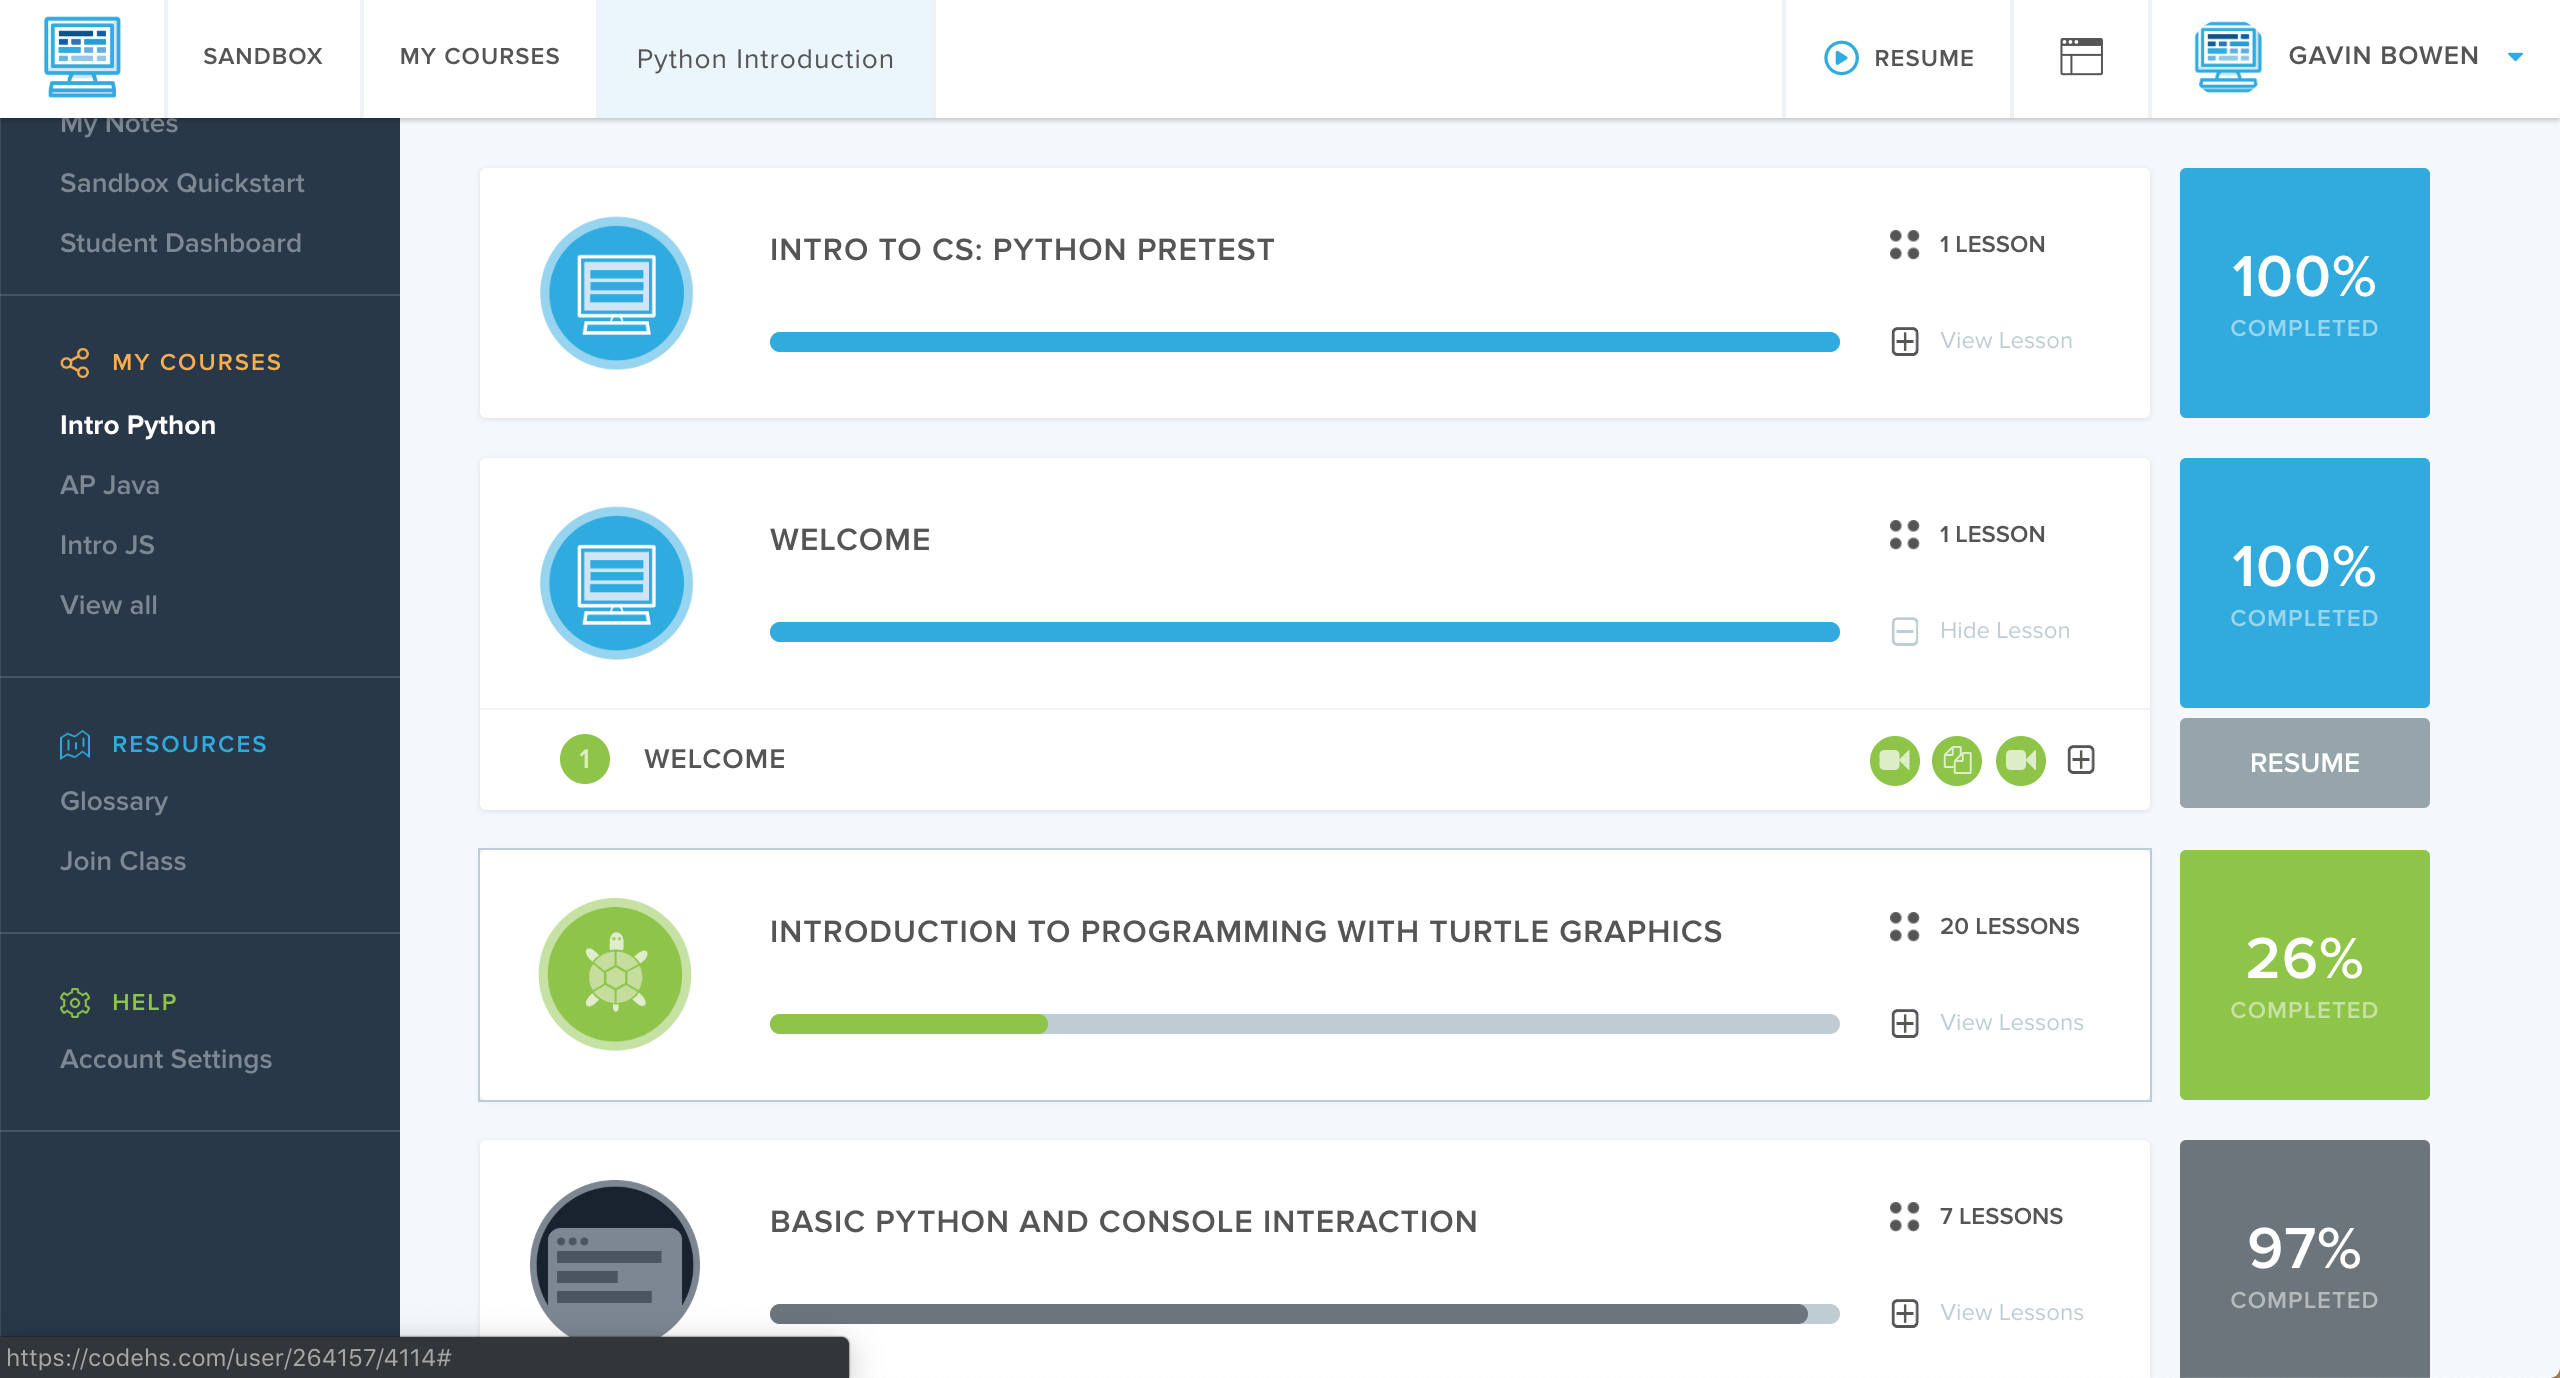 SANDBOX
MY COURSES
Python Introduction
RESUME
GAVIN BOWEN
My Notes
Sandbox Quickstart
Student Dashboard
MY COURSES
Intro Python
AP Java
Intro JS
View all
RESOURCES
Glossary
Join Class
HELP
Account Settings
INTRO TO CS: PYTHON PRETEST
1 LESSON
View Lesson
100%
COMPLETED
WELCOME
1 LESSON
Hide Lesson
100%
COMPLETED
1 WELCOME
RESUME
INTRODUCTION TO PROGRAMMING WITH TURTLE GRAPHICS
20 LESSONS
View Lessons
26%
COMPLETED
BASIC PYTHON AND CONSOLE INTERACTION
7 LESSONS
View Lessons
97%
COMPLETED
https://codehs.com/user/264157/4114#